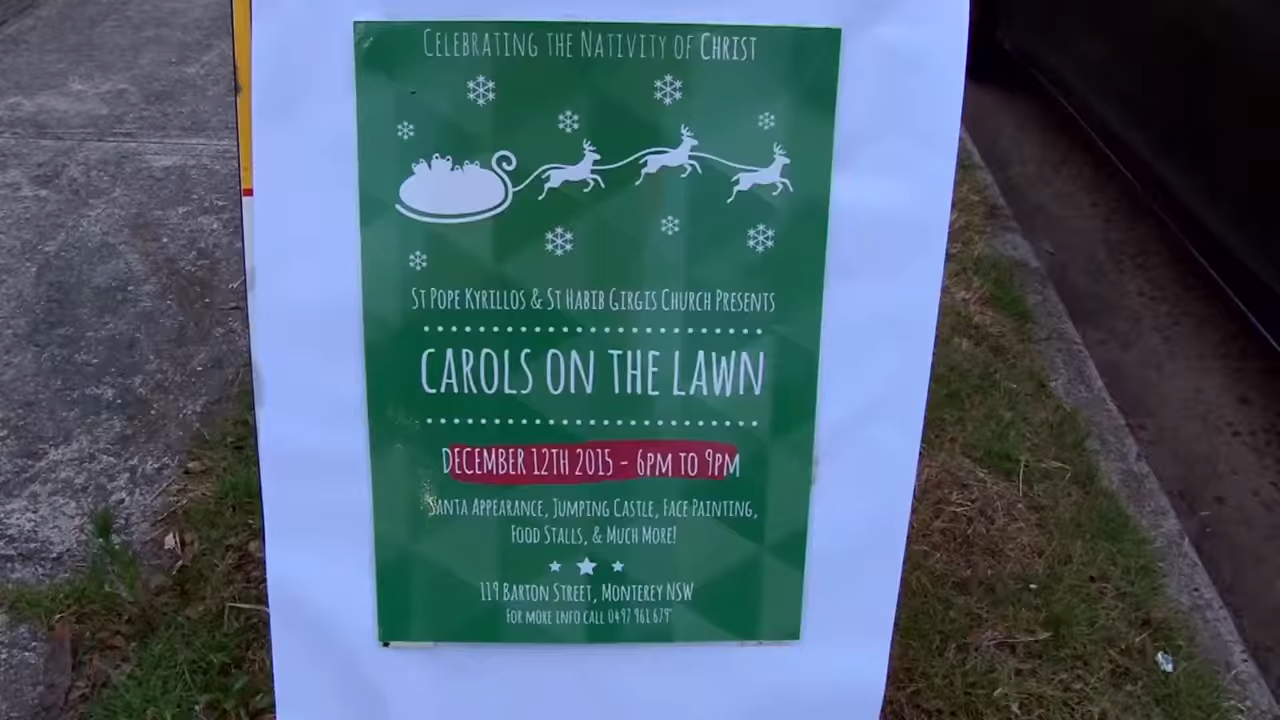 Celebrating the Nativity of Christ
St Pope Kyrillos & St Habib Girgis Church Presents
CAROLS ON THE LAWN
December 12th 2015 - 6pm to 9pm
Santa Appearance, Jumping Castle, Face Painting,
Food Stalls, & Much More!
119 Barton Street, Monterey NSW
For more info call 0497 961